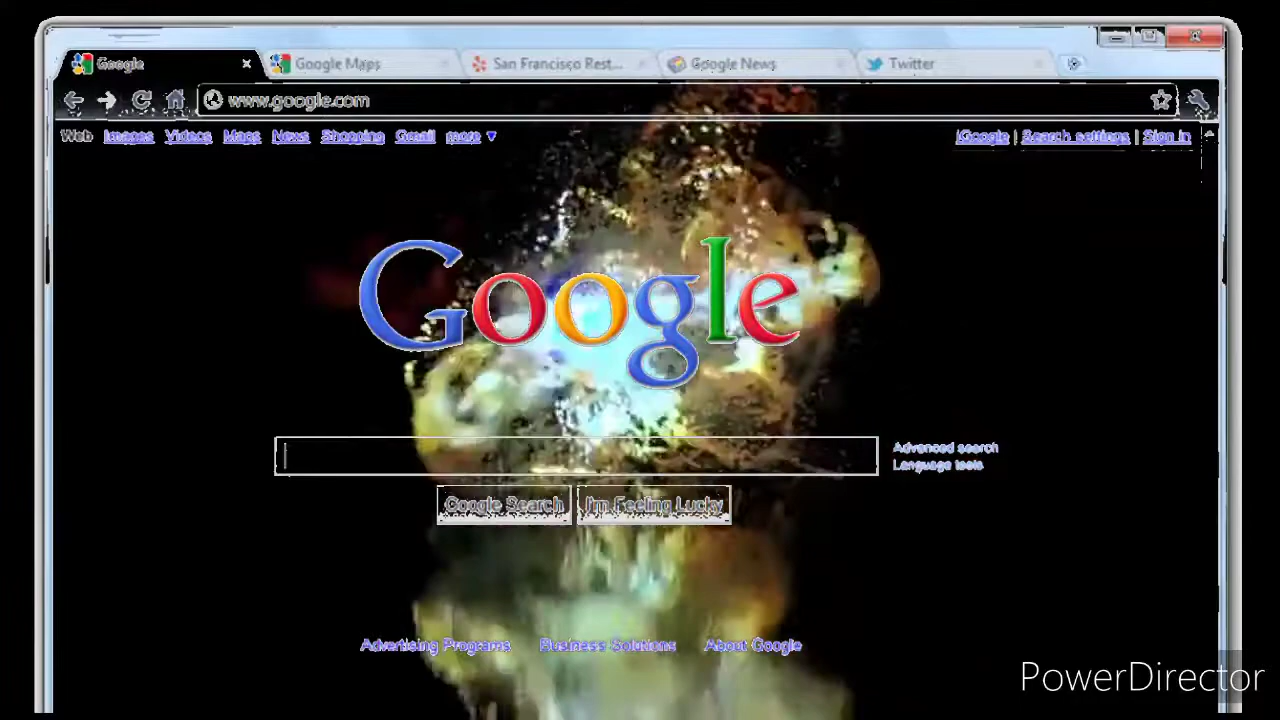 Google Google Maps San Francisco Rest... Google News Twitter
www.google.com
Web Images Videos Maps News Shopping Gmail more iGoogle | Search settings | Sign in
Google
Advanced search
Language tools
Google Search I'm Feeling Lucky
Advertising Programs Business Solutions About Google
PowerDirector